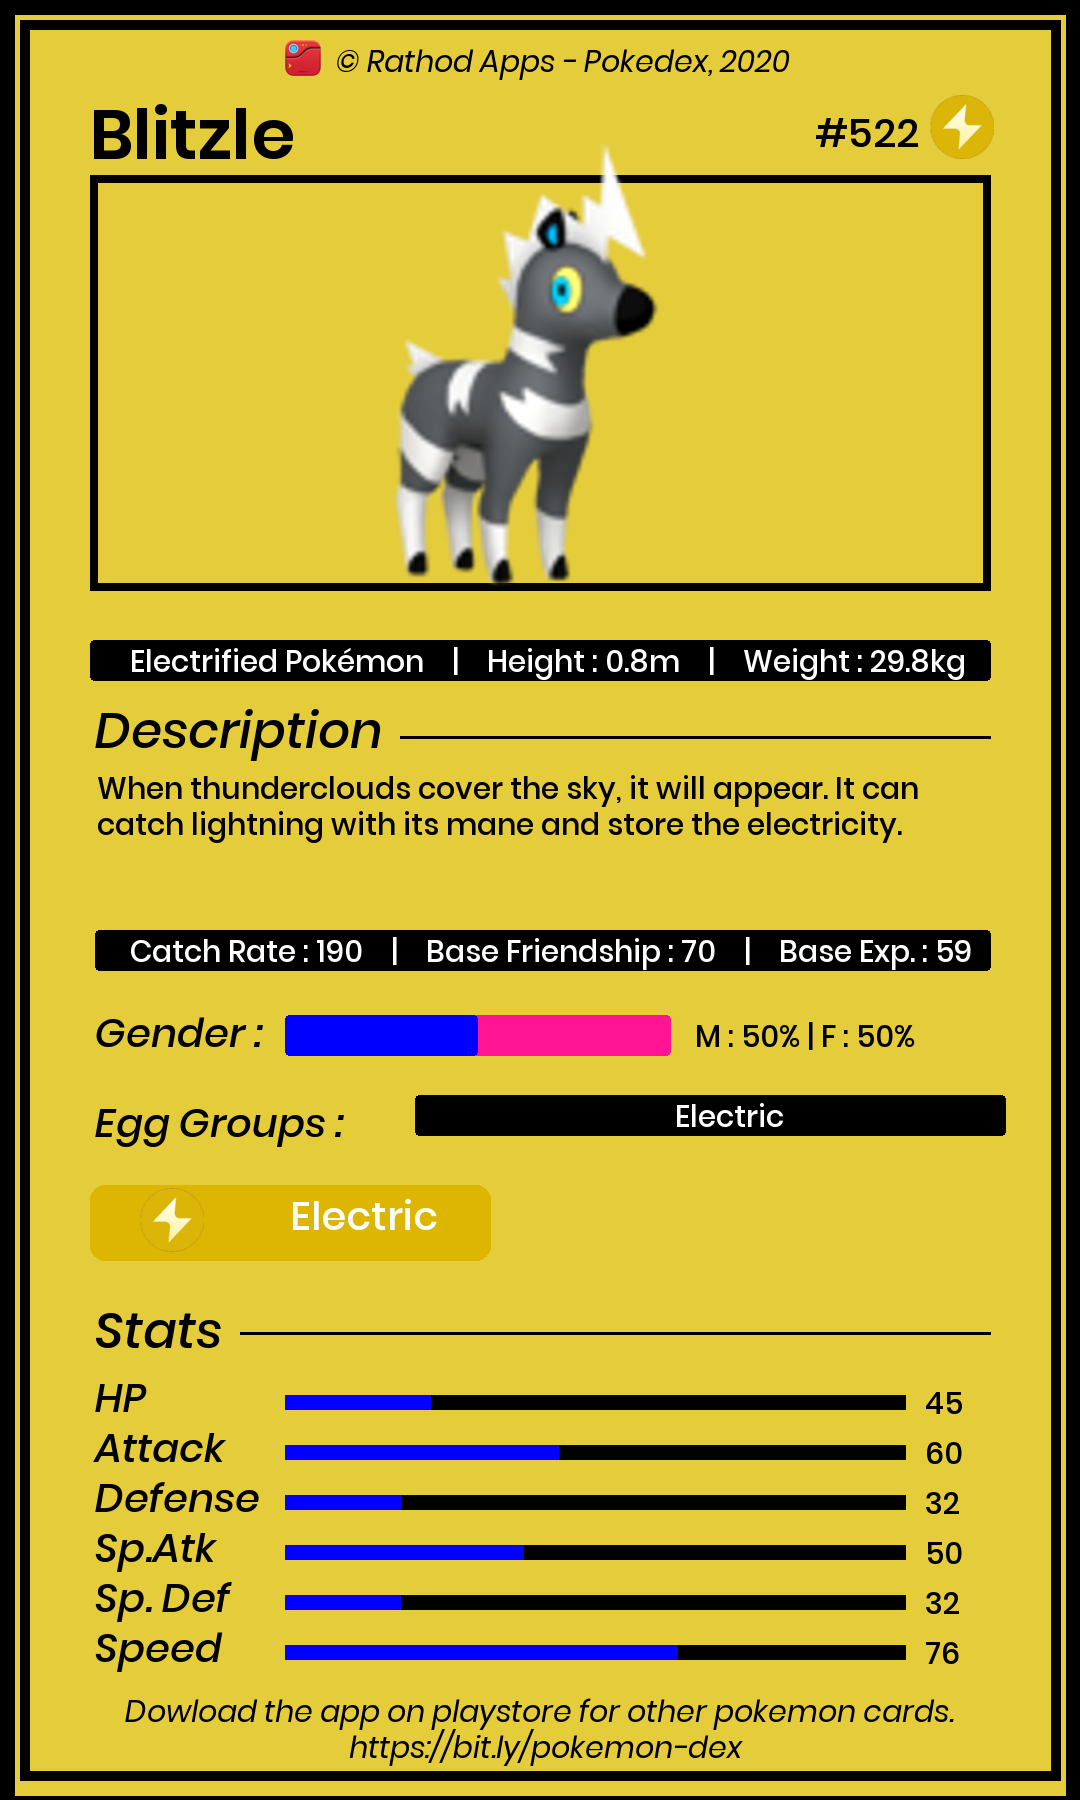 © Rathod Apps - Pokedex, 2020
Blitzle #522
Electrified Pokémon | Height : 0.8m | Weight : 29.8kg
Description
When thunderclouds cover the sky, it will appear. It can
catch lightning with its mane and store the electricity.
Catch Rate : 190 | Base Friendship : 70 | Base Exp. : 59
Gender : M : 50% | F : 50%
Egg Groups : Electric
Electric
Stats
HP 45
Attack 60
Defense 32
Sp.Atk 50
Sp. Def 32
Speed 76
Dowload the app on playstore for other pokemon cards.
https://bit.ly/pokemon-dex